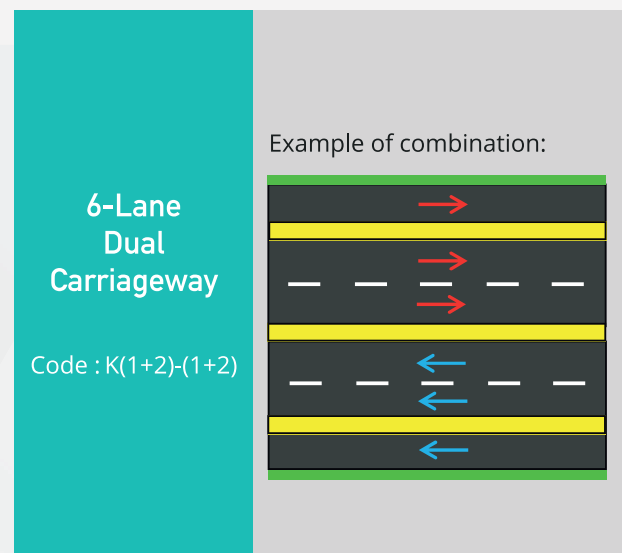 6-Lane
Dual
Carriageway
Code : K(1+2)-(1+2)
Example of combination: